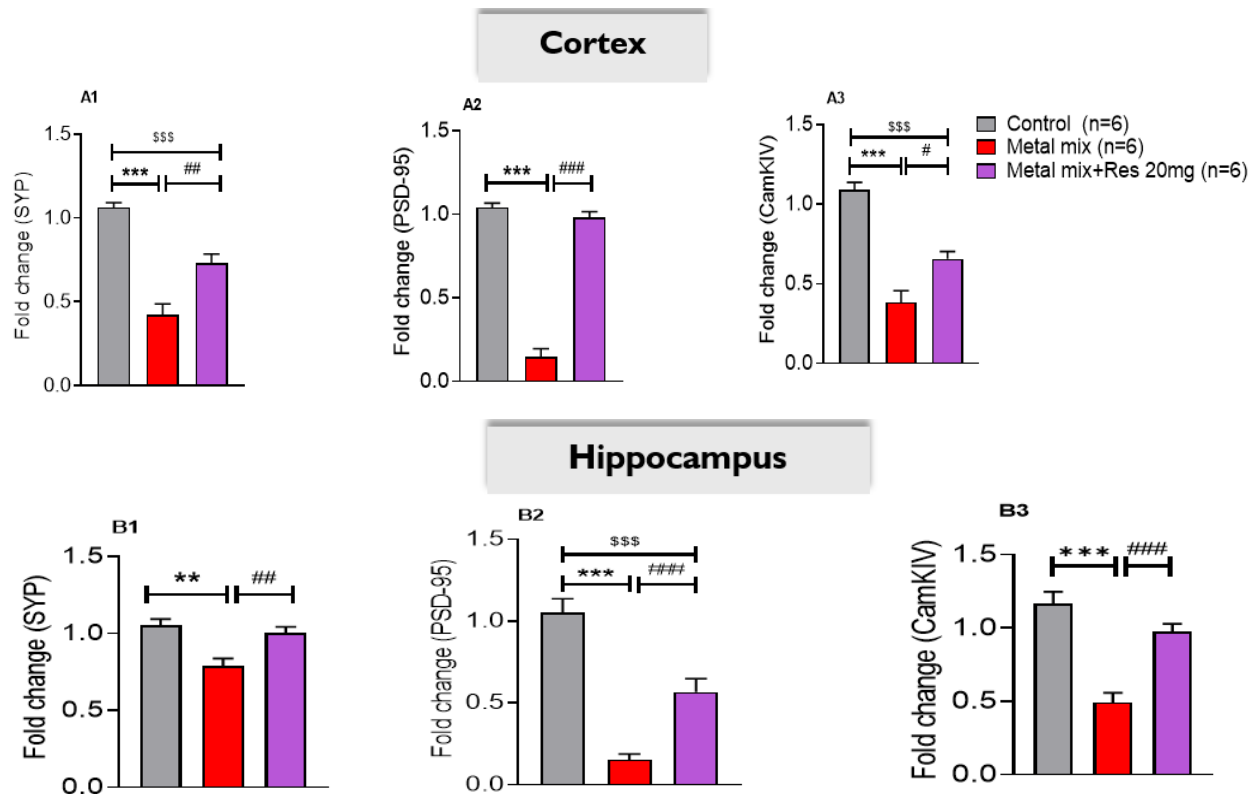 Cortex
A1
Fold change (SYP)
1.5
1.0
0.5
0.0
$$$
***
##
A2
Fold change (PSD-95)
1.5
1.0
0.5
0.0
***
###
A3
Fold change (CamKIV)
1.5
1.0
0.5
0.0
$$$
***
#
Control (n=6)
Metal mix (n=6)
Metal mix+Res 20mg (n=6)
Hippocampus
B1
Fold change (SYP)
1.5
1.0
0.5
0.0
**
##
B2
Fold change (PSD-95)
1.5
1.0
0.5
0.0
$$$
***
###
B3
Fold change (CamKIV)
1.5
1.0
0.5
0.0
***
###